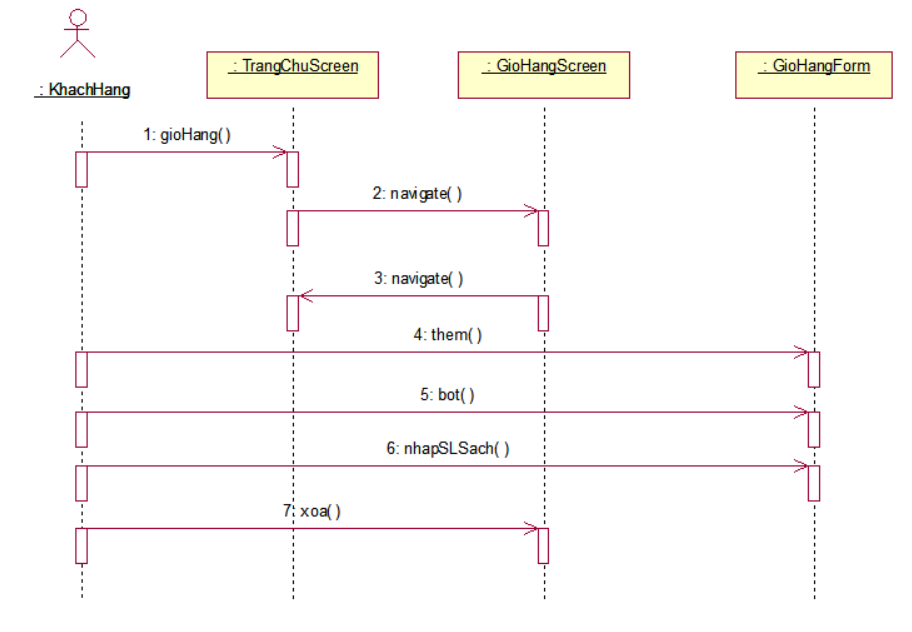 : KhachHang
: TrangChuScreen
: GioHangScreen
: GioHangForm
1: gioHang()
2: navigate( )
3: navigate( )
4: them( )
5: bot( )
6: nhapSLSach( )
7: xoa( )